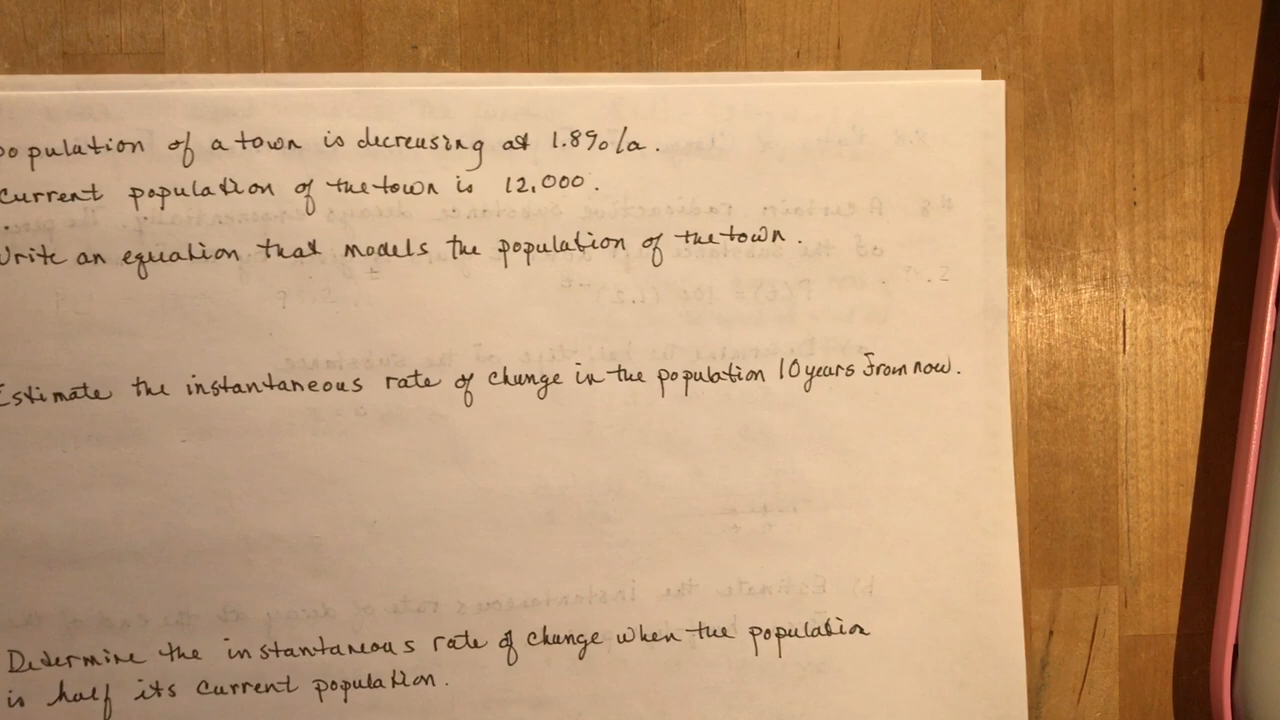 population of a town is decreasing at 1.8%/a.
current population of the town is 12,000.
Write an equation that models the population of the town.
Estimate the instantaneous rate of change in the population 10 years from now.
Determine the instantaneous rate of change when the population
is half its current population.